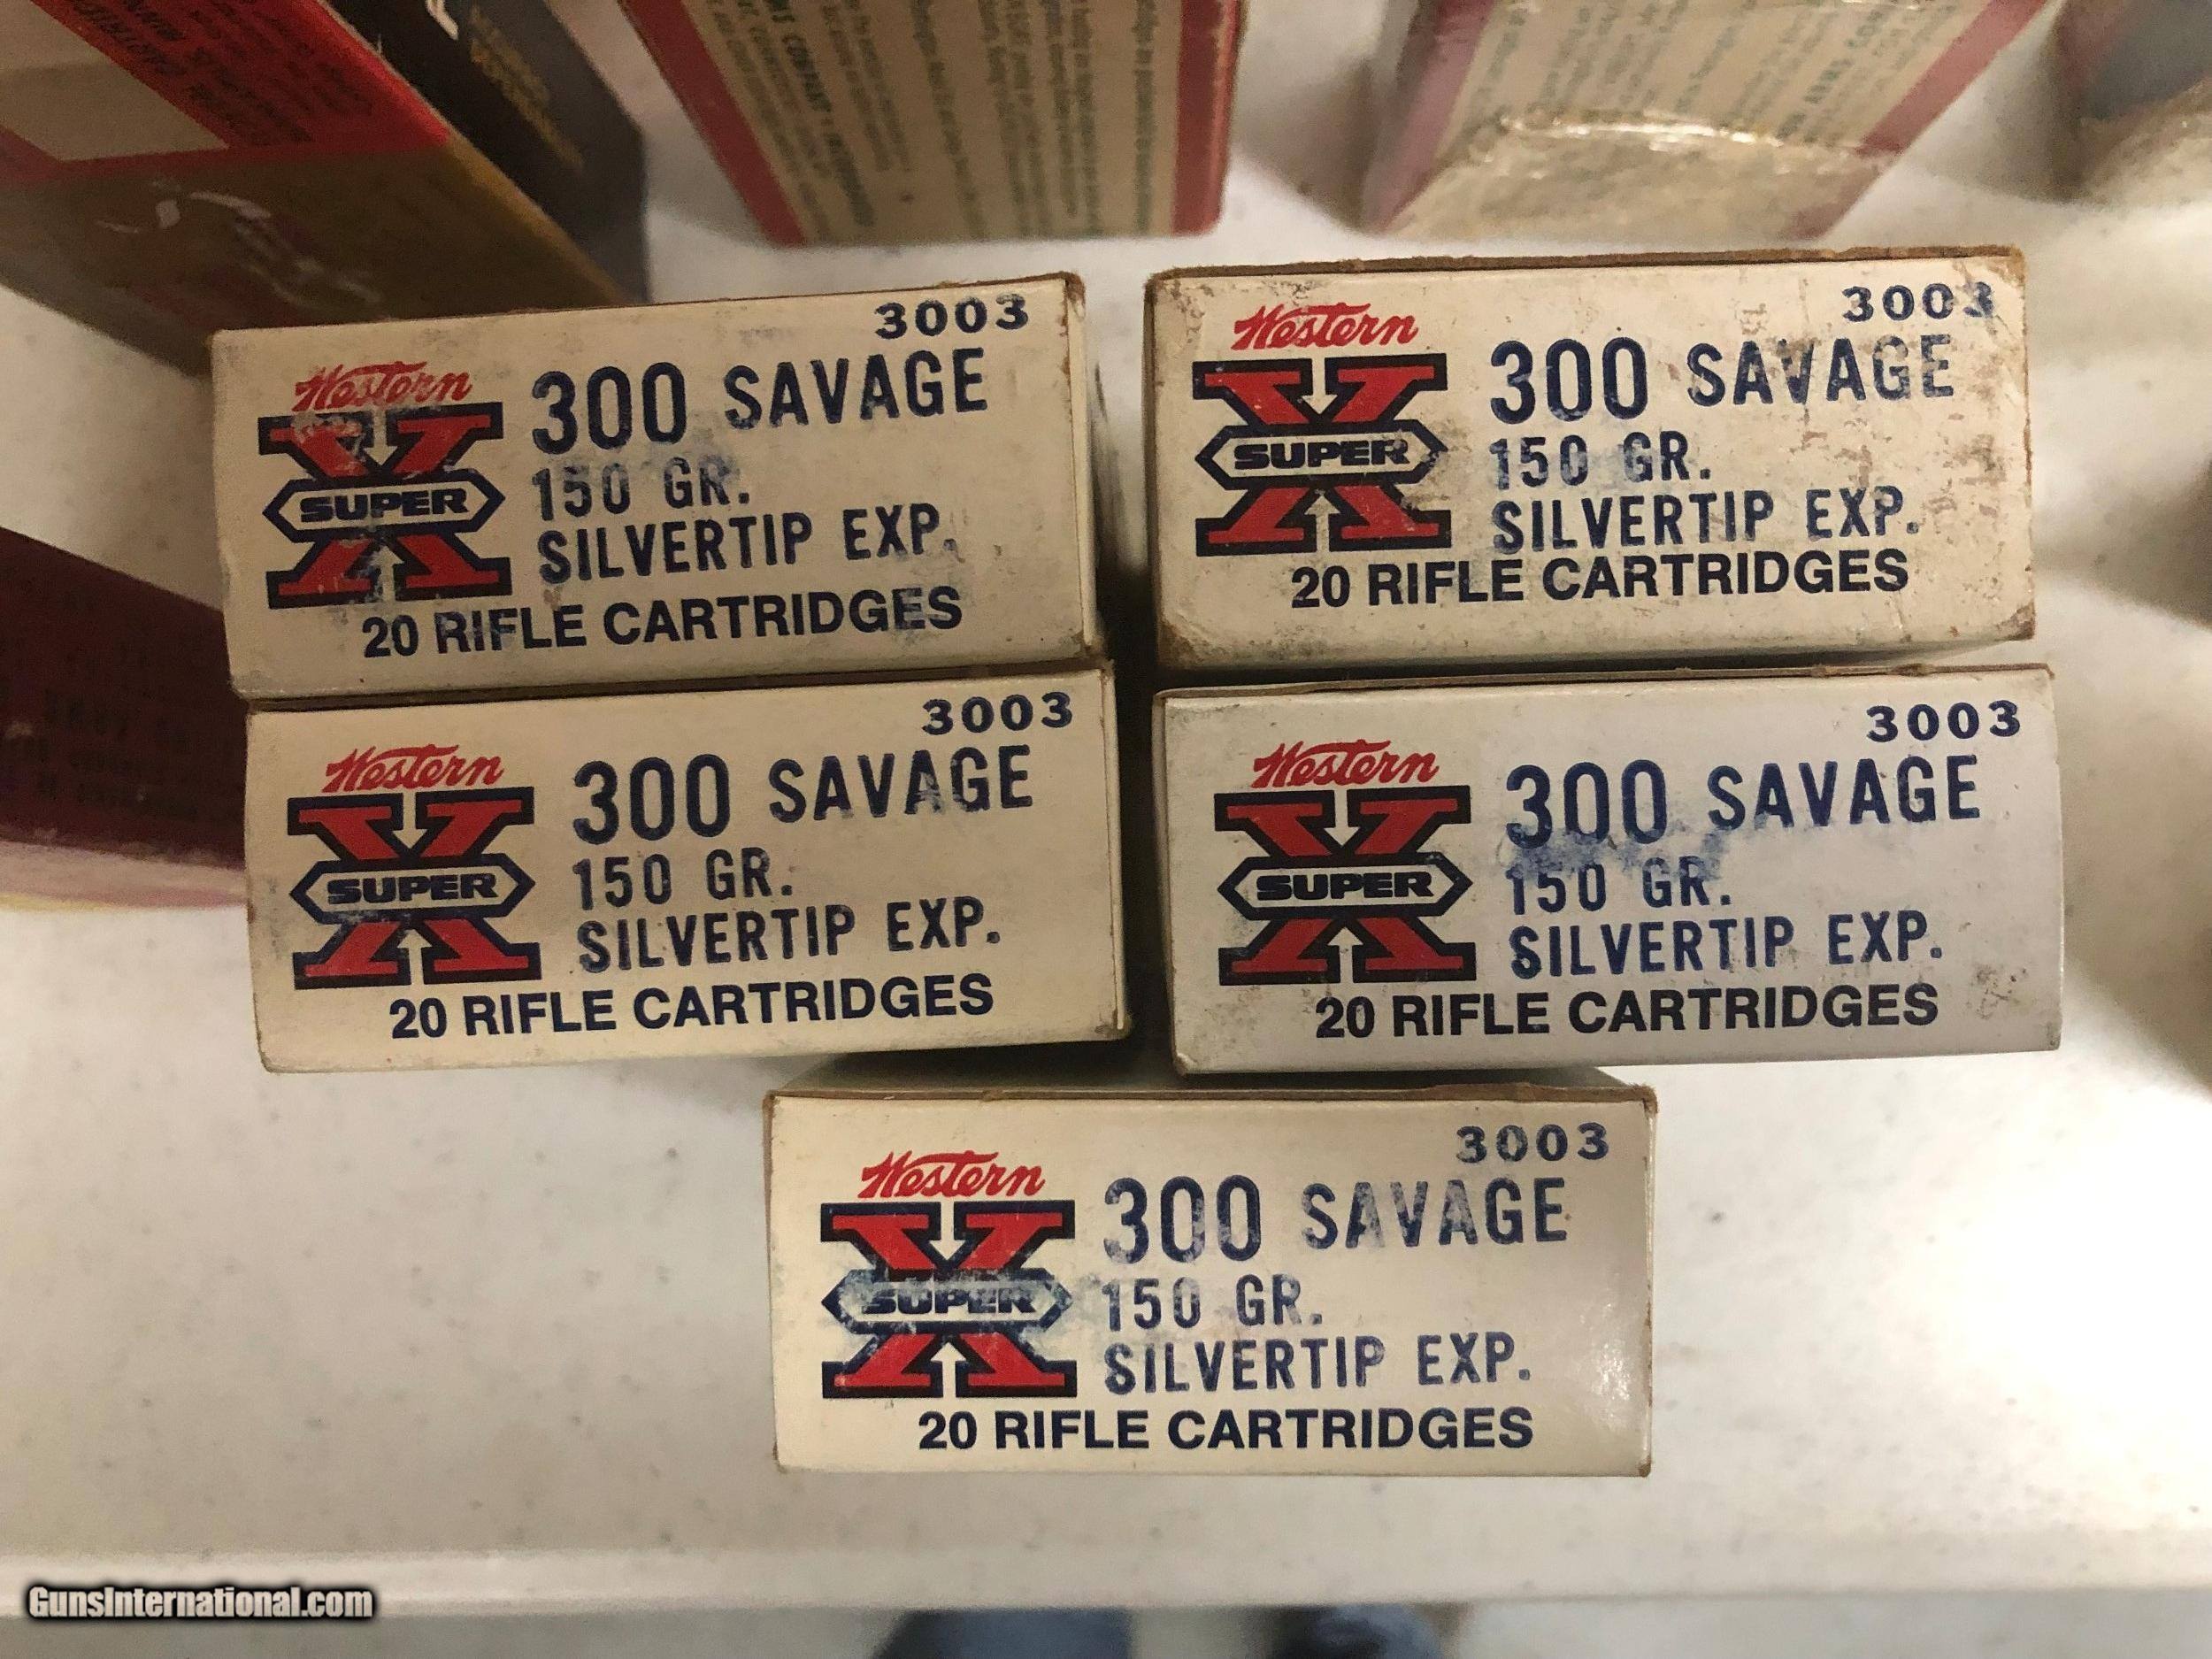 COMPANY
3003
Western
SUPER X
300 SAVAGE
150 GR.
SILVERTIP EXP.
20 RIFLE CARTRIDGES
3003
Western
SUPER X
300 SAVAGE
150 GR.
SILVERTIP EXP.
20 RIFLE CARTRIDGES
3003
Western
SUPER X
300 SAVAGE
150 GR.
SILVERTIP EXP.
20 RIFLE CARTRIDGES
3003
Western
SUPER X
300 SAVAGE
150 GR.
SILVERTIP EXP.
20 RIFLE CARTRIDGES
3003
Western
SUPER X
300 SAVAGE
150 GR.
SILVERTIP EXP.
20 RIFLE CARTRIDGES
GunsInternational.com